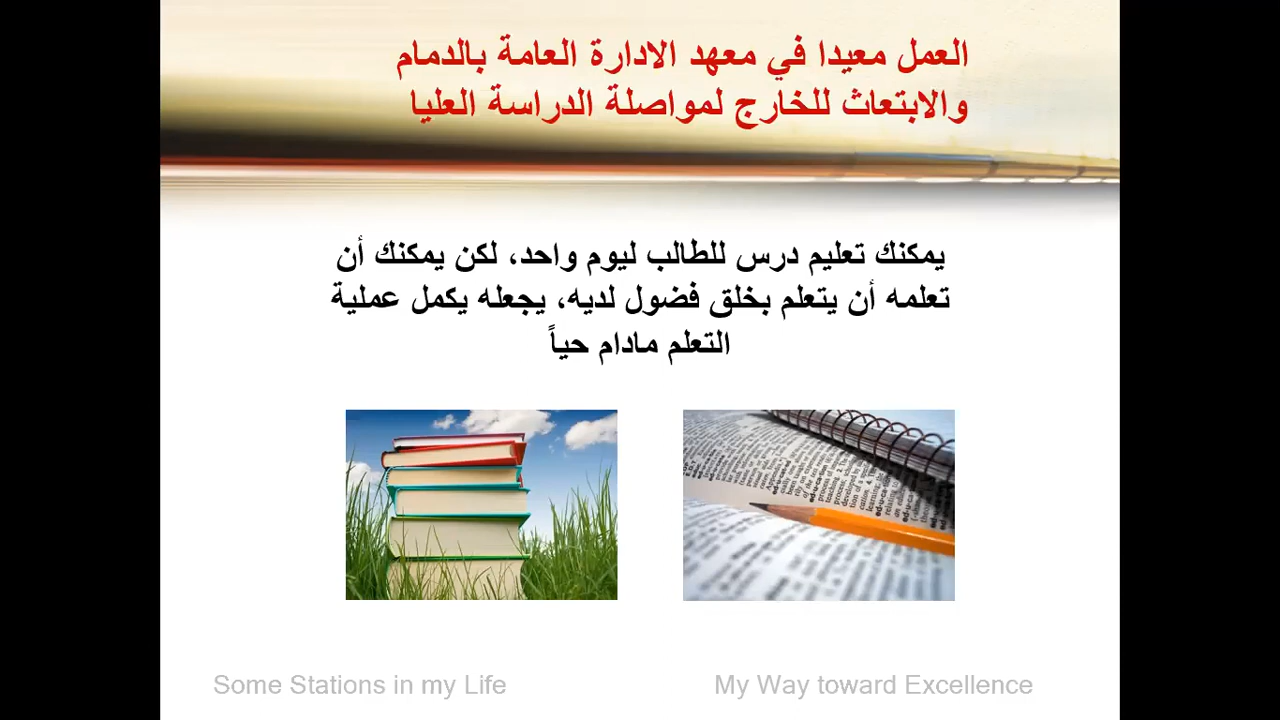 العمل معيدا في معهد الادارة العامة بالدمام
والابتعاث للخارج لمواصلة الدراسة العليا
يمكنك تعليم درس للطالب ليوم واحد، لكن يمكنك أن
تعلمه أن يتعلم بخلق فضول لديه، يجعله يكمل عملية
التعلم مادام حياً
Some Stations in my Life
My Way toward Excellence